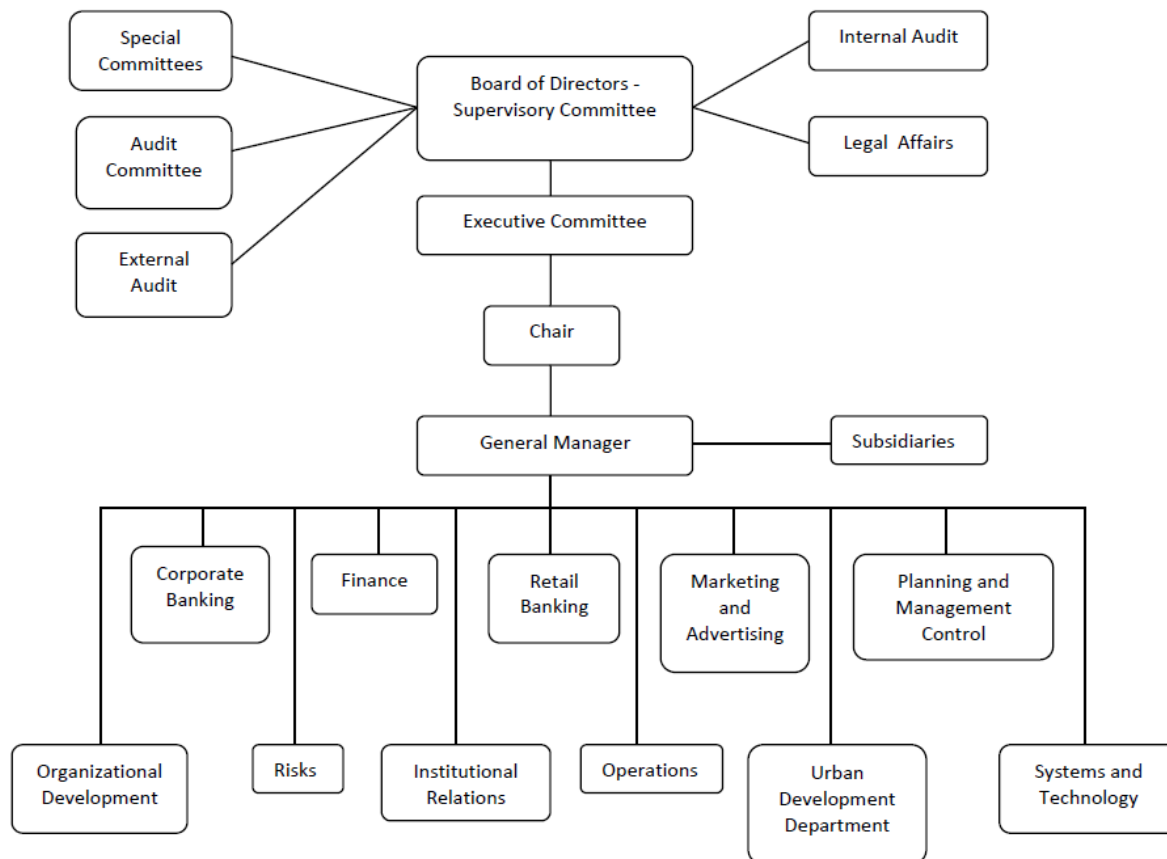 Special
Committees
Internal Audit
Board of Directors -
Supervisory Committee
Audit
Committee
Legal  Affairs
Executive Committee
External
Audit
Chair
General Manager
Subsidiaries
Corporate
Banking
Finance
Retail
Banking
Marketing
and
Advertising
Planning and
Management
Control
Organizational
Development
Risks
Institutional
Relations
Operations
Urban
Development
Department
Systems and
Technology